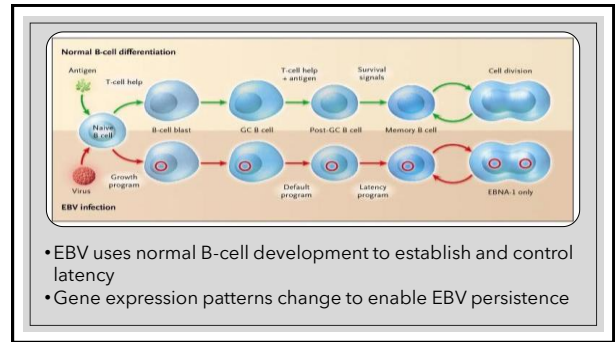 Normal B-cell differentiation
Antigen
T-cell help
T-cell help
+ antigen
Survival
signals
Cell division
Naive
B cell
B-cell blast
GC B cell
Post-GC B cell
Memory B cell
Virus
Growth
program
Default
program
Latency
program
EBNA-1 only
EBV infection
•EBV uses normal B-cell development to establish and control
latency
•Gene expression patterns change to enable EBV persistence